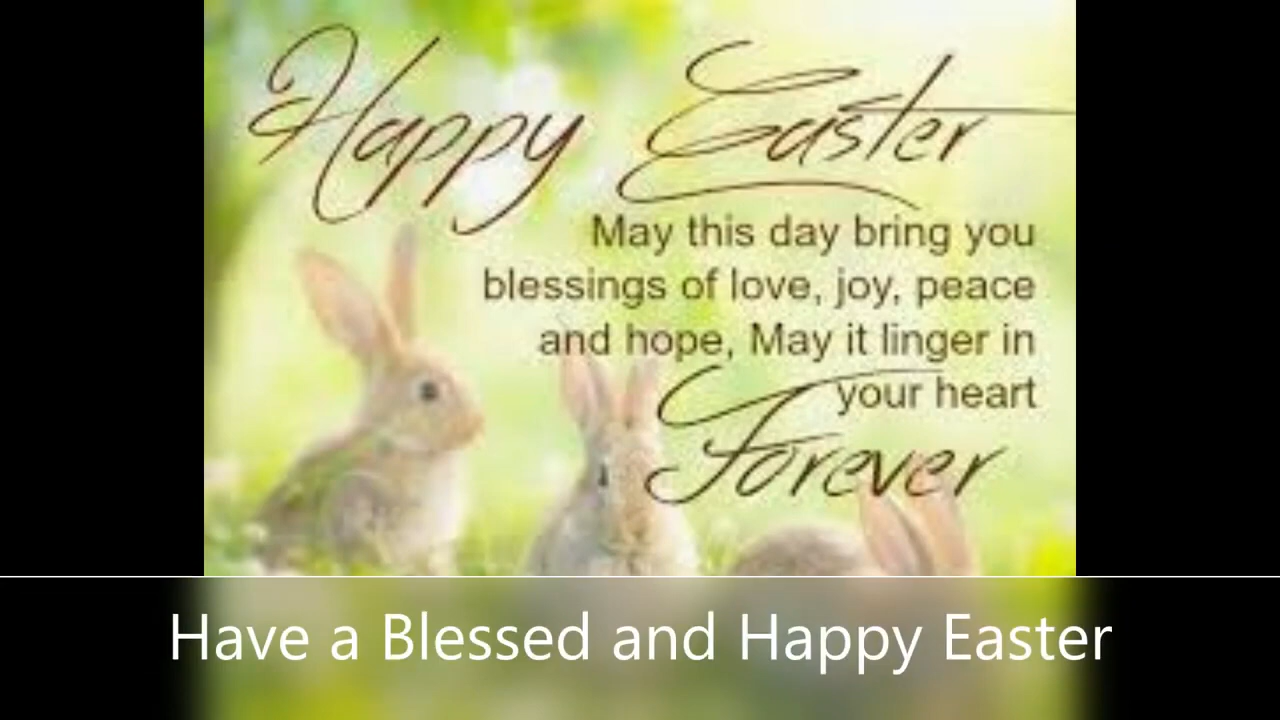 Happy Easter
May this day bring you
blessings of love, joy, peace
and hope, May it linger in
your heart
Forever
Have a Blessed and Happy Easter